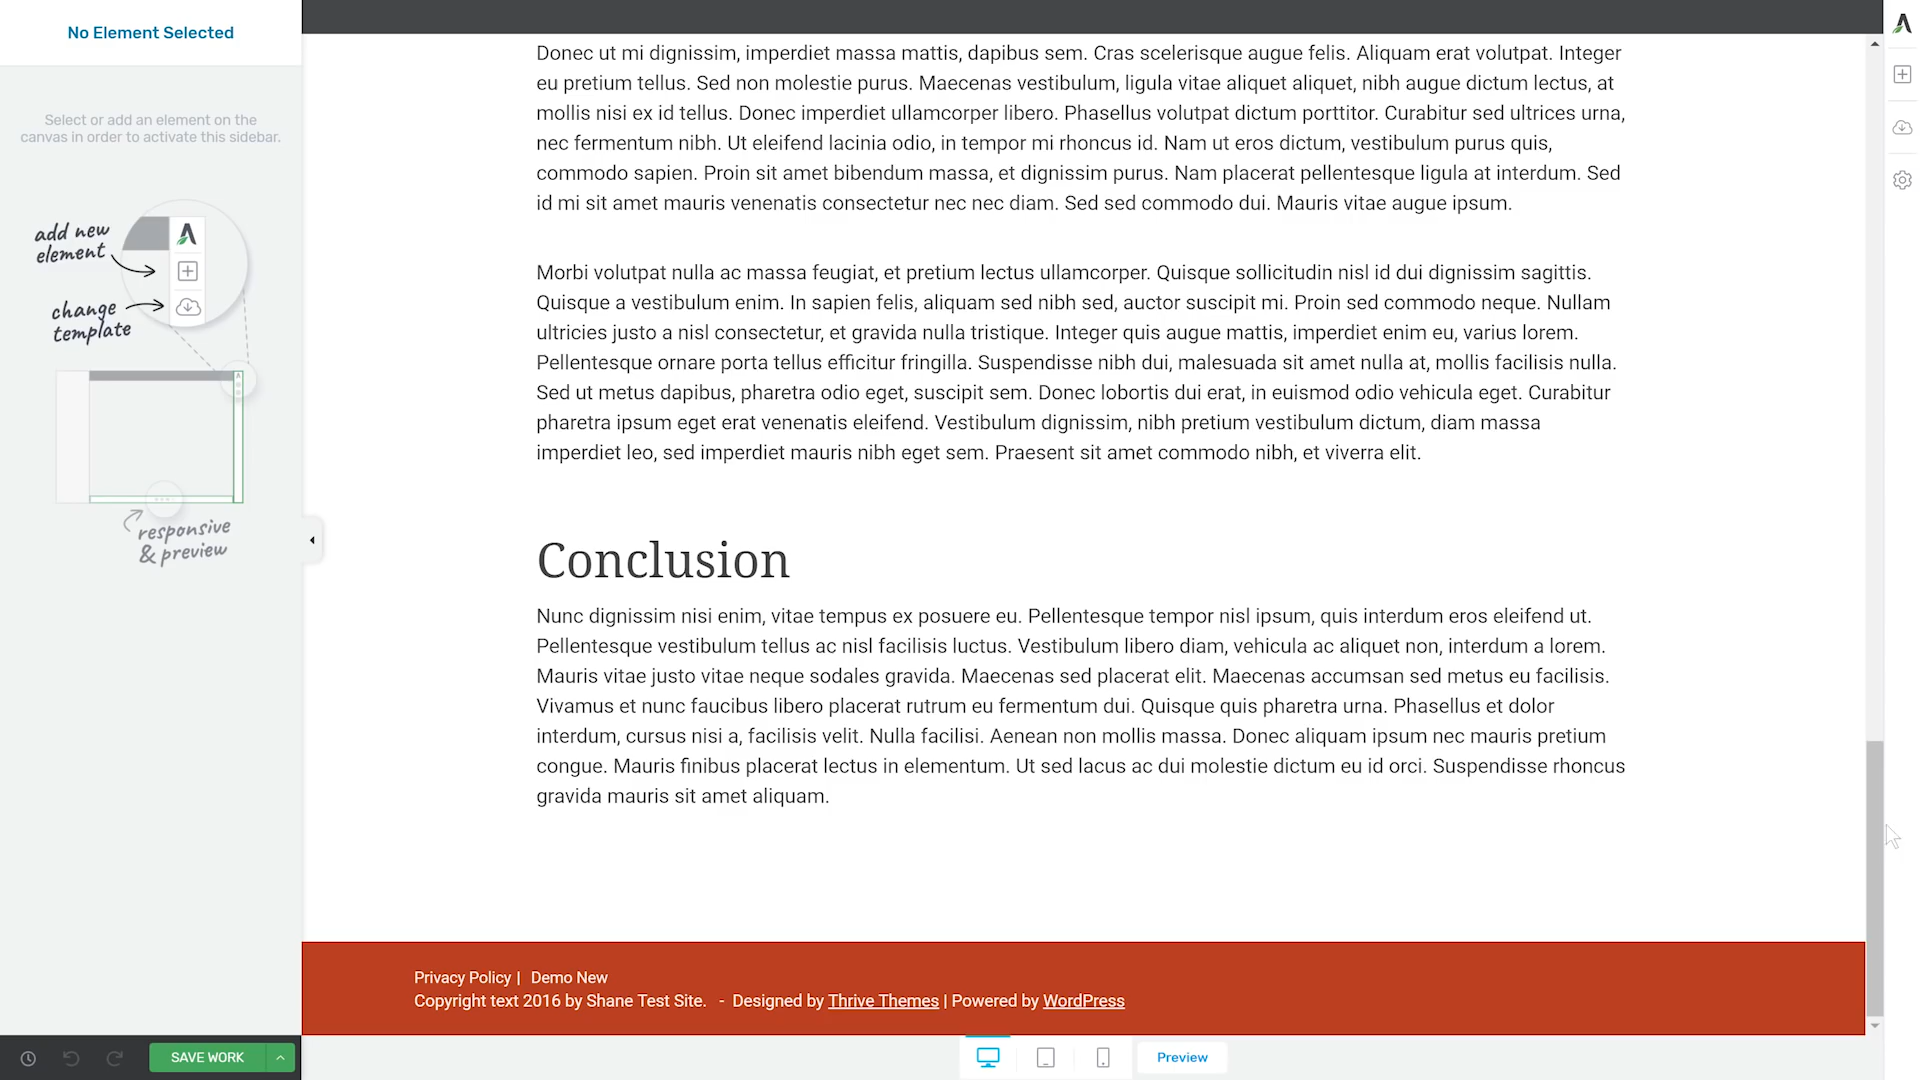 No Element Selected
Select or add an element on the
canvas in order to activate this sidebar.
add new
element
change
template
responsive
& preview
SAVE WORK
Donec ut mi dignissim, imperdiet massa mattis, dapibus sem. Cras scelerisque augue felis. Aliquam erat volutpat. Integer
eu pretium tellus. Sed non molestie purus. Maecenas vestibulum, ligula vitae aliquet aliquet, nibh augue dictum lectus, at
mollis nisi ex id tellus. Donec imperdiet ullamcorper libero. Phasellus volutpat dictum porttitor. Curabitur sed ultrices urna,
nec fermentum nibh. Ut eleifend lacinia odio, in tempor mi rhoncus id. Nam ut eros dictum, vestibulum purus quis,
commodo sapien. Proin sit amet bibendum massa, et dignissim purus. Nam placerat pellentesque ligula at interdum. Sed
id mi sit amet mauris venenatis consectetur nec nec diam. Sed sed commodo dui. Mauris vitae augue ipsum.
Morbi volutpat nulla ac massa feugiat, et pretium lectus ullamcorper. Quisque sollicitudin nisl id dui dignissim sagittis.
Quisque a vestibulum enim. In sapien felis, aliquam sed nibh sed, auctor suscipit mi. Proin sed commodo neque. Nullam
ultricies justo a nisl consectetur, et gravida nulla tristique. Integer quis augue mattis, imperdiet enim eu, varius lorem.
Pellentesque ornare porta tellus efficitur fringilla. Suspendisse nibh dui, malesuada sit amet nulla at, mollis facilisis nulla.
Sed ut metus dapibus, pharetra odio eget, suscipit sem. Donec lobortis dui erat, in euismod odio vehicula eget. Curabitur
pharetra ipsum eget erat venenatis eleifend. Vestibulum dignissim, nibh pretium vestibulum dictum, diam massa
imperdiet leo, sed imperdiet mauris nibh eget sem. Praesent sit amet commodo nibh, et viverra elit.
Conclusion
Nunc dignissim nisi enim, vitae tempus ex posuere eu. Pellentesque tempor nisl ipsum, quis interdum eros eleifend ut.
Pellentesque vestibulum tellus ac nisl facilisis luctus. Vestibulum libero diam, vehicula ac aliquet non, interdum a lorem.
Mauris vitae justo vitae neque sodales gravida. Maecenas sed placerat elit. Maecenas accumsan sed metus eu facilisis.
Vivamus et nunc faucibus libero placerat rutrum eu fermentum dui. Quisque quis pharetra urna. Phasellus et dolor
interdum, cursus nisi a, facilisis velit. Nulla facilisi. Aenean non mollis massa. Donec aliquam ipsum nec mauris pretium
congue. Mauris finibus placerat lectus in elementum. Ut sed lacus ac dui molestie dictum eu id orci. Suspendisse rhoncus
gravida mauris sit amet aliquam.
Privacy Policy | Demo New
Copyright text 2016 by Shane Test Site. - Designed by Thrive Themes | Powered by WordPress
Preview